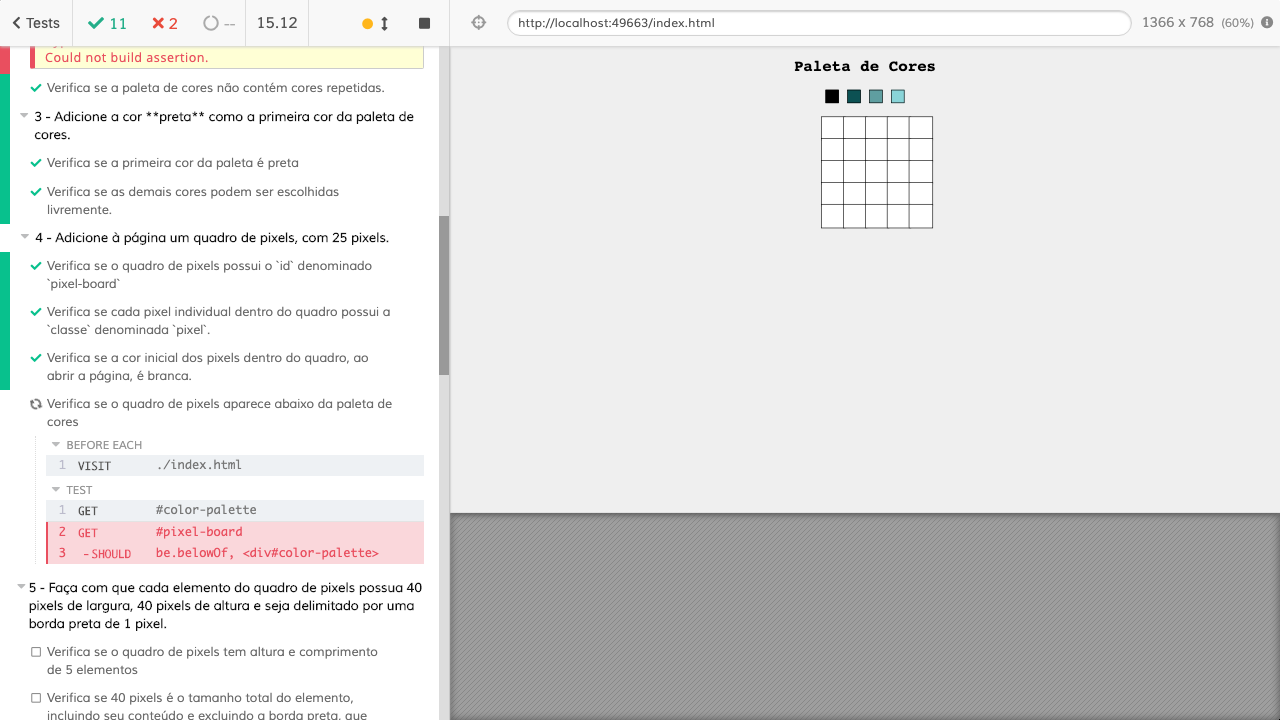 Tests
11
2
--
15.12
http://localhost:49663/index.html
1366 x 768 (60%)
Could not build assertion.
Verifica se a paleta de cores não contém cores repetidas.
3 - Adicione a cor **preta** como a primeira cor da paleta de
cores.
Verifica se a primeira cor da paleta é preta
Verifica se as demais cores podem ser escolhidas
livremente.
4 - Adicione à página um quadro de pixels, com 25 pixels.
Verifica se o quadro de pixels possui o `id` denominado
`pixel-board`
Verifica se cada pixel individual dentro do quadro possui a
`classe` denominada `pixel`.
Verifica se a cor inicial dos pixels dentro do quadro, ao
abrir a página, é branca.
Verifica se o quadro de pixels aparece abaixo da paleta de
cores
BEFORE EACH
1 VISIT ./index.html
TEST
1 GET #color-palette
2 GET #pixel-board
3 -SHOULD be.belowOf, <div#color-palette>
5 - Faça com que cada elemento do quadro de pixels possua 40
pixels de largura, 40 pixels de altura e seja delimitado por uma
borda preta de 1 pixel.
Verifica se o quadro de pixels tem altura e comprimento
de 5 elementos
Verifica se 40 pixels é o tamanho total do elemento,
incluindo seu conteúdo e excluindo a borda preta, que
Paleta de Cores